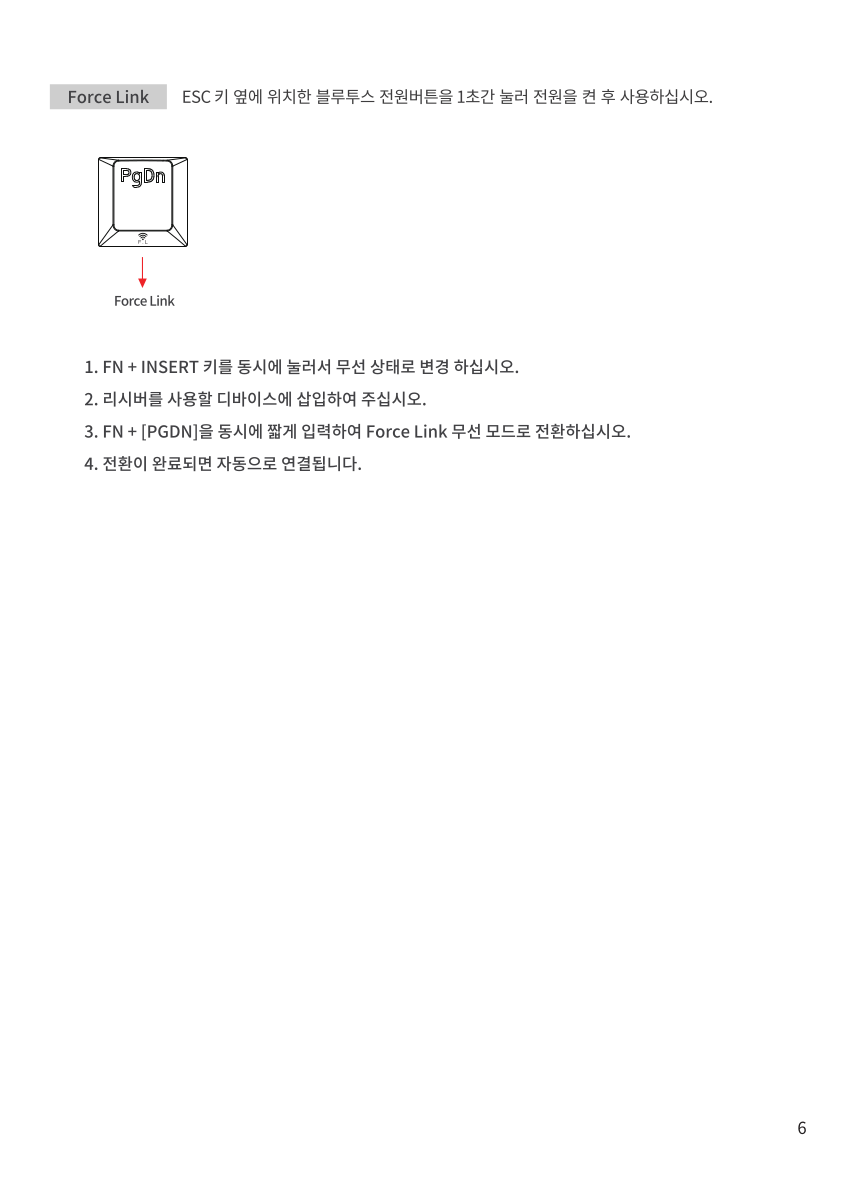 Force Link ESC 키 옆에 위치한 블루투스 전원버튼을 1초간 눌러 전원을 켠 후 사용하십시오.
PgDn
F L
Force Link
1. FN + INSERT 키를 동시에 눌러서 무선 상태로 변경 하십시오.
2. 리시버를 사용할 디바이스에 삽입하여 주십시오.
3. FN + [PGDN]을 동시에 짧게 입력하여 Force Link 무선 모드로 전환하십시오.
4. 전환이 완료되면 자동으로 연결됩니다.
6